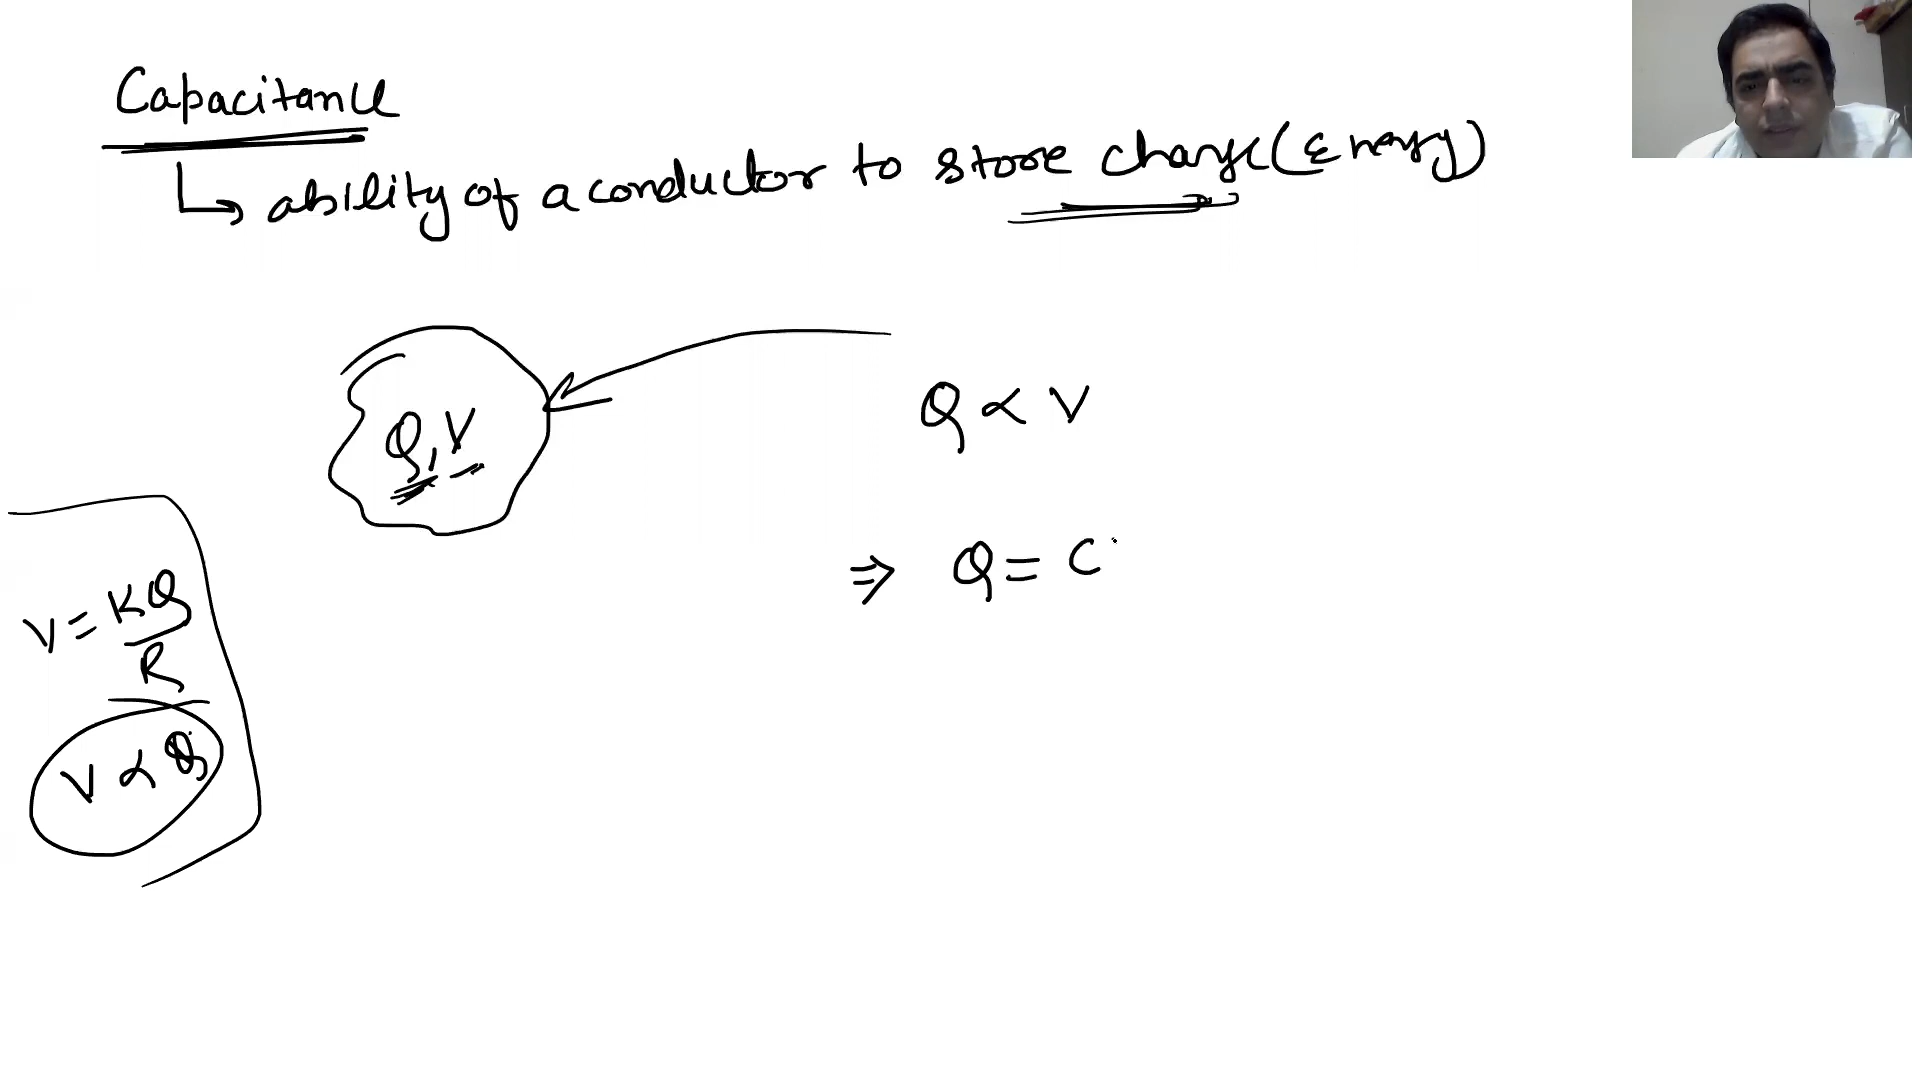 Capacitance
↳ ability of a conductor to store charge (Energy)
Q, V
Q ∝ V
⇒ Q = C
V = KQ/R
V ∝ Q